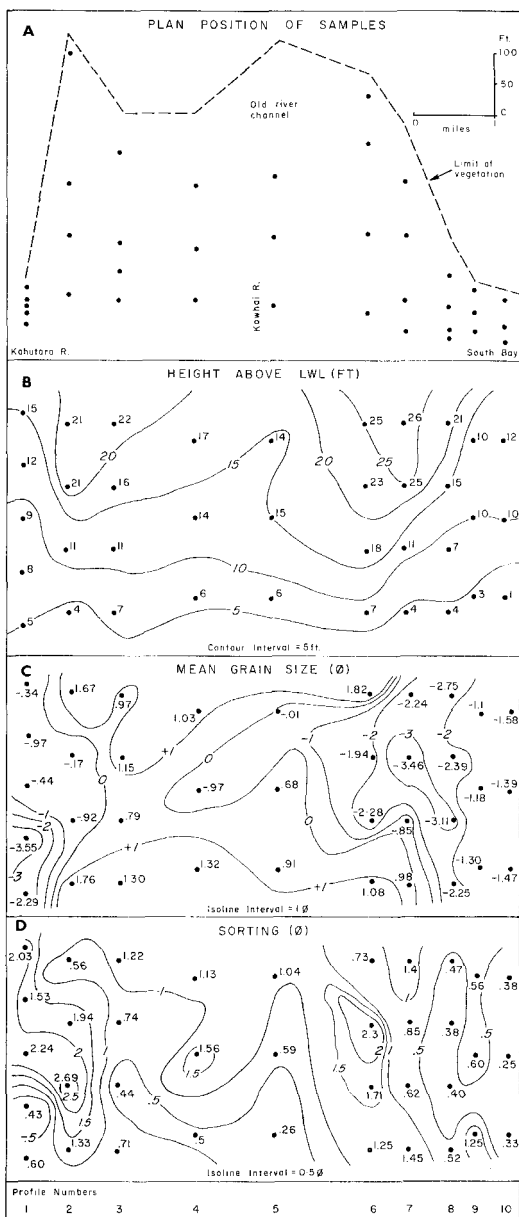 A
PLAN POSITION OF SAMPLES
Ft.
100
50
C
0 1
miles
Old river
channel
Limit of
vegetation
Kowhai R.
Kahutara R.
South Bay
B
HEIGHT ABOVE LWL (FT)
15 21 22 17 14 25 26 21 10 12
20 15 20 25
12 21 16 23 25 15
9 14 15 10 10
11 11 18 11 7
10
8 6 6 3 1
5 4 7 5 7 4 4
Contour Interval = 5 ft.
C
MEAN GRAIN SIZE (Ø)
-.34 1.67 .97 1.03 -.01 1.82 -2.24 -2.75 -1.1 -1.58
+1 0 -1 -2 -3 -2
-.97 -.17 1.15 -1.94 -3.46 -2.39
0
-.44 -.97 .68 -1.18 -1.39
-1 -2 -.92 .79 0 -2.28 -.85 -3.11
-3.55 +1 1.32 .91 -1.30
-3 -1.47
-2.29 1.76 1.30 1.08 +1 .98 -2.25
Isoline Interval = 1 Ø
D
SORTING (Ø)
2.03 .56 1.22 1.13 1.04 .73 1.4 .47 .56 .38
1 1
1.53 1.94 .74 2.3 .85 .38 .5
2.24 2 1 1.56 .59 1.5 2 1 .5 .60 .25
1.5
2.69 2.5 .44 .5 1.71 .62 .40
.43 1.5
.5 .5 .26 1.25 .33
.60 1.33 .71 1.25 1.45 .52
Isoline Interval = 0.5 Ø
Profile Numbers
1 2 3 4 5 6 7 8 9 10